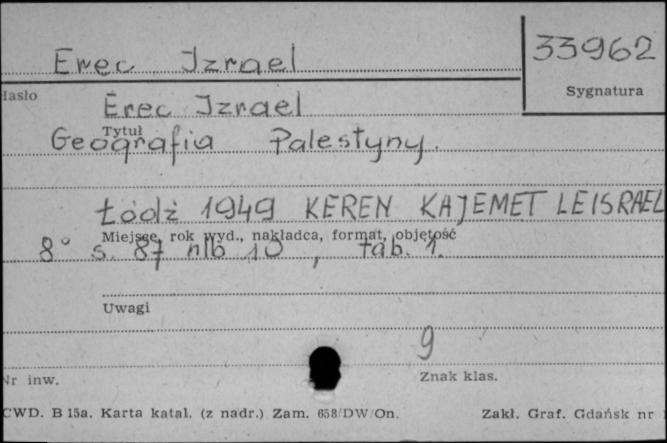 Erec Izrael
33962
Hasło
Sygnatura
Erec Izrael
Tytuł
Geografia Palestyny.
Łódź 1949 KEREN KAJEMET LEISRAEL
Miejsce, rok wyd., nakładca, format, objętość
8° s. 87 nlb 10, tab. 1.
Uwagi
9
Nr inw.
Znak klas.
CWD. B 15a. Karta katal. (z nadr.) Zam. 658/DW/On.
Zakł. Graf. Gdańsk nr